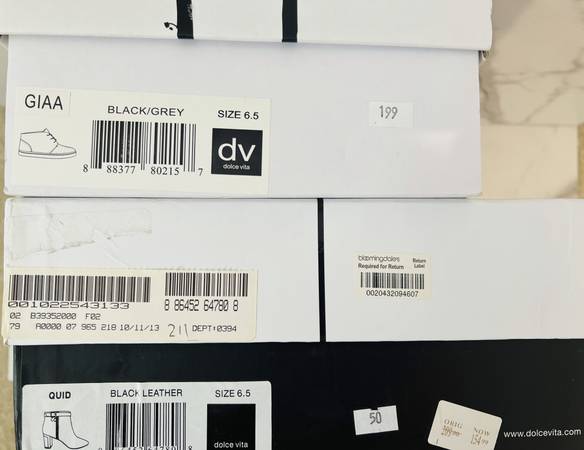 GIAA
BLACK/GREY
SIZE 6.5
199
dv
dolce vita
8 88377 80215 7
bloomingdales
Return
Label
Required for Return
0020432094607
001022543133
8 86452 64780 8
02 B39352000 F02
79 A0000 07 965 218 10/11/13
211
DEPT:0394
QUID
BLACK LEATHER
SIZE 6.5
dolce vita
50
ORIG
NOW
154.99
www.dolcevita.com